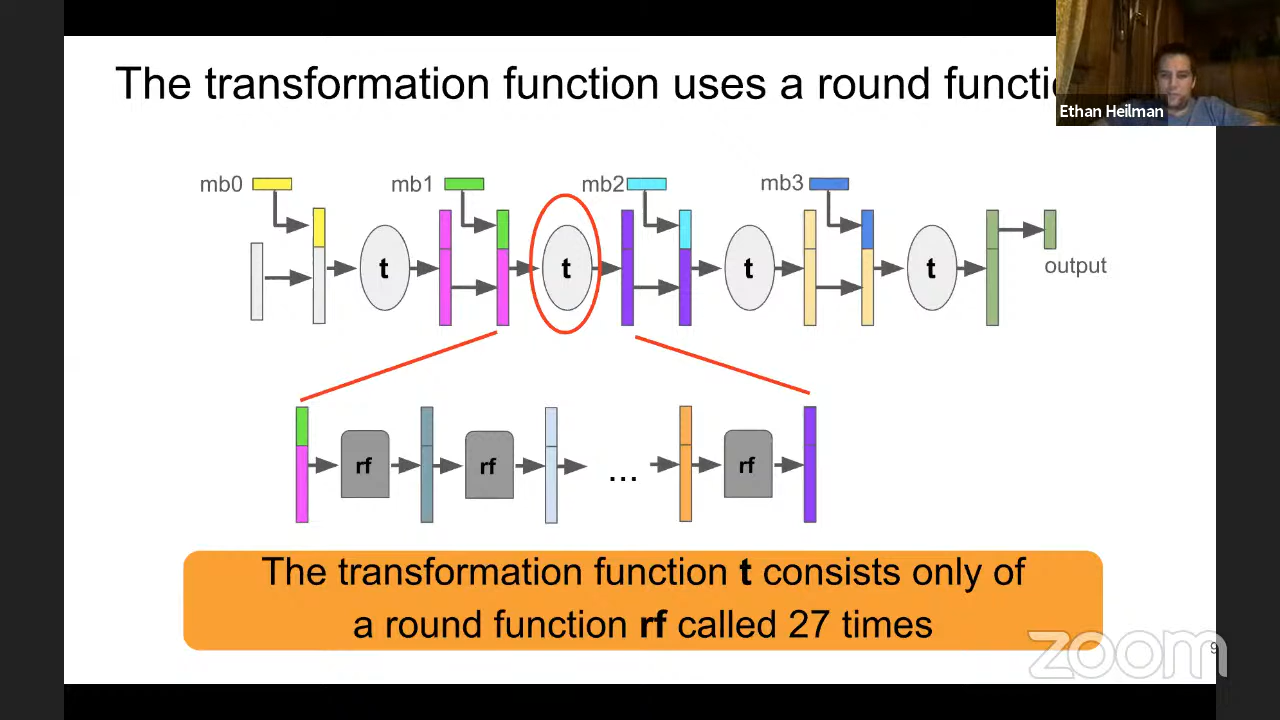 The transformation function uses a round functi
Ethan Heilman
mb0
mb1
mb2
mb3
t
t
t
t
output
rf
rf
...
rf
The transformation function t consists only of
a round function rf called 27 times
zoom
9